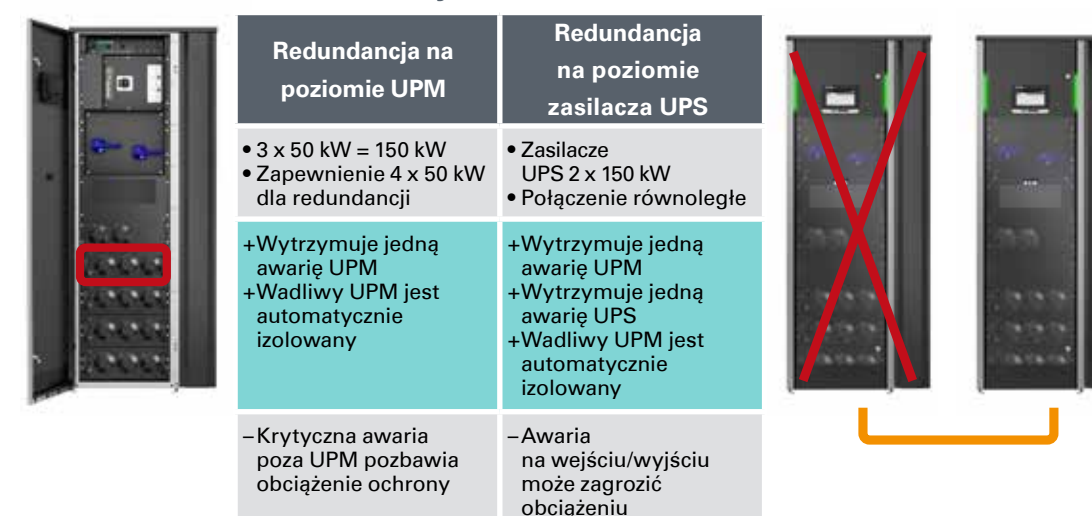 Redundancja na
poziomie UPM
Redundancja
na poziomie
zasilacza UPS
• 3 x 50 kW = 150 kW
• Zapewnienie 4 x 50 kW
dla redundancji
• Zasilacze
UPS 2 x 150 kW
• Połączenie równoległe
+Wytrzymuje jedną
awarię UPM
+Wadliwy UPM jest
automatycznie
izolowany
+Wytrzymuje jedną
awarię UPM
+Wytrzymuje jedną
awarię UPS
+Wadliwy UPM jest
automatycznie
izolowany
–Krytyczna awaria
poza UPM pozbawia
obciążenie ochrony
–Awaria
na wejściu/wyjściu
może zagrozić
obciążeniu